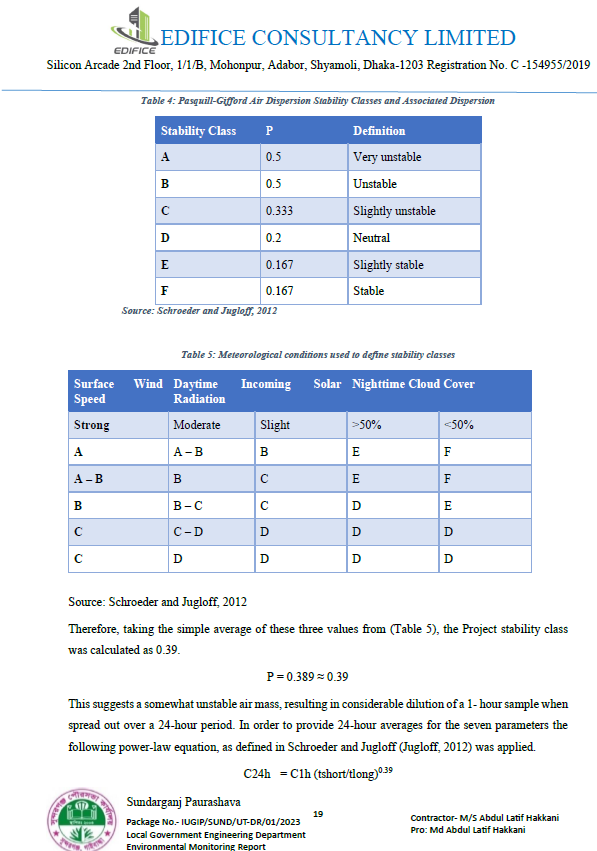 EDIFICE CONSULTANCY LIMITED
EDIFICE
Silicon Arcade 2nd Floor, 1/1/B, Mohonpur, Adabor, Shyamoli, Dhaka-1203 Registration No. C -154955/2019
Table 4: Pasquill-Gifford Air Dispersion Stability Classes and Associated Dispersion
Stability Class P Definition
A 0.5 Very unstable
B 0.5 Unstable
C 0.333 Slightly unstable
D 0.2 Neutral
E 0.167 Slightly stable
F 0.167 Stable
Source: Schroeder and Jugloff, 2012
Table 5: Meteorological conditions used to define stability classes
Surface Wind Daytime Incoming Solar Nighttime Cloud Cover
Speed Radiation
Strong Moderate Slight >50% <50%
A A – B B E F
A – B B C E F
B B – C C D E
C C – D D D D
C D D D D
Source: Schroeder and Jugloff, 2012
Therefore, taking the simple average of these three values from (Table 5), the Project stability class
was calculated as 0.39.
P = 0.389 ≈ 0.39
This suggests a somewhat unstable air mass, resulting in considerable dilution of a 1- hour sample when
spread out over a 24-hour period. In order to provide 24-hour averages for the seven parameters the
following power-law equation, as defined in Schroeder and Jugloff (Jugloff, 2012) was applied.
C24h = C1h (tshort/tlong)0.39
Sundarganj Paurashava
19
Package No.- IUGIP/SUND/UT-DR/01/2023
Local Government Engineering Department
Environmental Monitoring Report
Contractor- M/S Abdul Latif Hakkani
Pro: Md Abdul Latif Hakkani